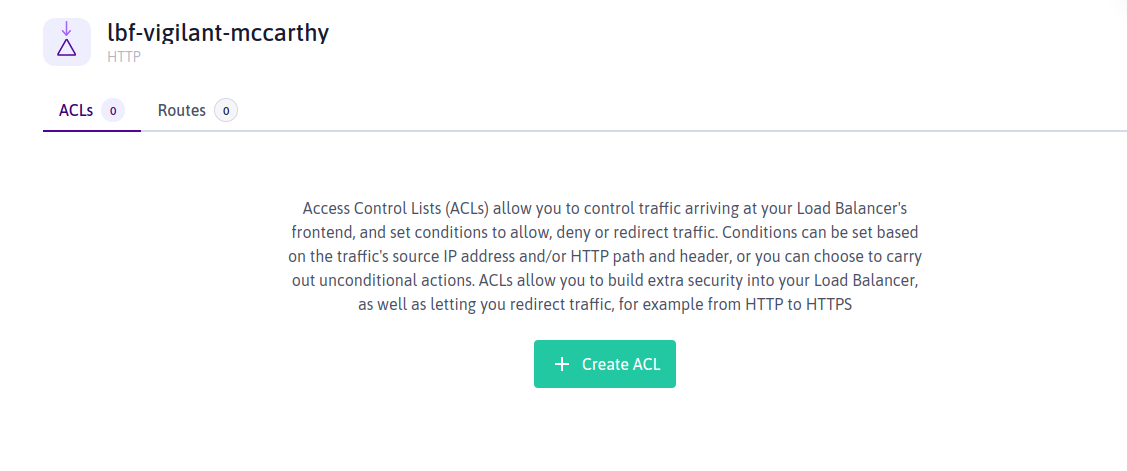 lbf-vigilant-mccarthy
HTTP
ACLs 0 Routes 0
Access Control Lists (ACLs) allow you to control traffic arriving at your Load Balancer's
frontend, and set conditions to allow, deny or redirect traffic. Conditions can be set based
on the traffic's source IP address and/or HTTP path and header, or you can choose to carry
out unconditional actions. ACLs allow you to build extra security into your Load Balancer,
as well as letting you redirect traffic, for example from HTTP to HTTPS
+ Create ACL